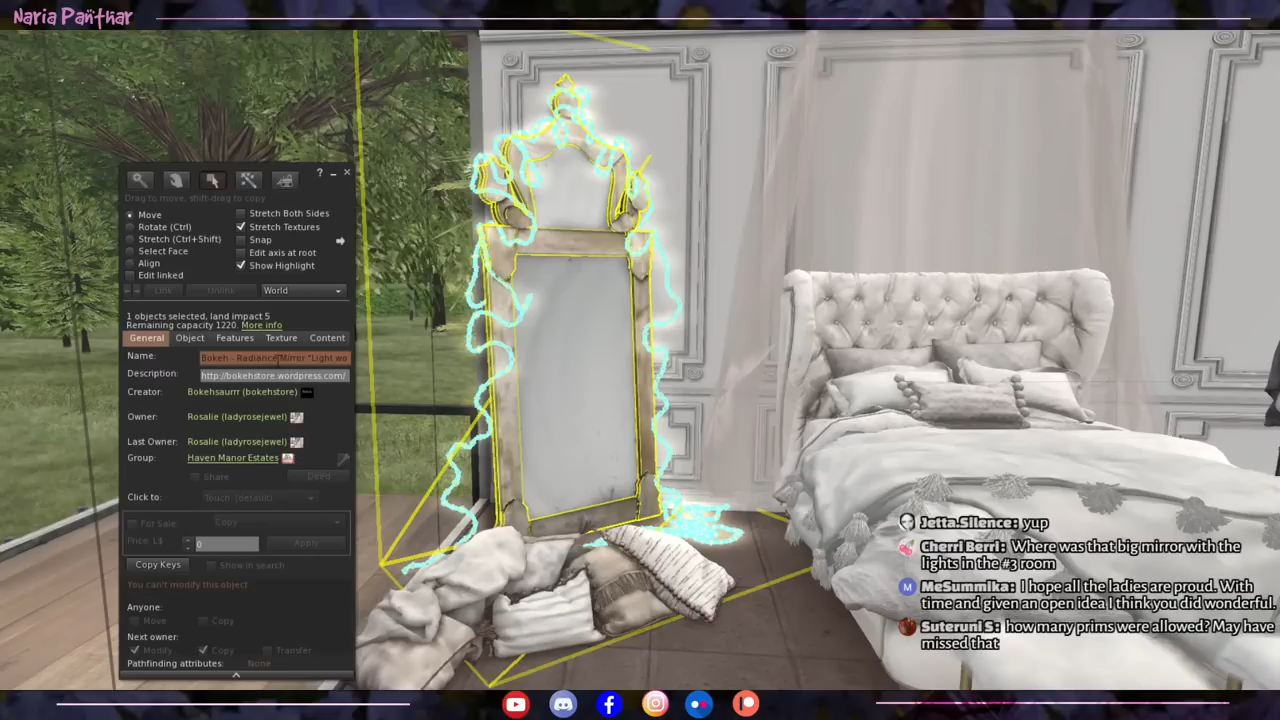 Naria Panthar
?
Drag to move, shift-drag to copy
Move
Rotate (Ctrl)
Stretch (Ctrl+Shift)
Select Face
Align
Edit linked
Stretch Both Sides
Stretch Textures
Snap
Edit axis at root
Show Highlight
Link
Unlink
World
1 objects selected, land impact 5
Remaining capacity 1220. More info
General Object Features Texture Content
Name: Bokeh - Radiance Mirror "Light wo
Description: http://bokehstore.wordpress.com/
Creator: Bokehsaurrr (bokehstore)
Owner: Rosalie (ladyrosejewel)
Last Owner: Rosalie (ladyrosejewel)
Group: Haven Manor Estates
Share Deed
Click to: Touch (default)
For Sale: Copy
Price: L$ 0 Apply
Copy Keys Show in search
You can't modify this object
Anyone:
Move Copy
Next owner:
Modify Copy Transfer
Pathfinding attributes: None
Jetta.Silence: yup
Cherri Berri: Where was that big mirror with the
lights in the #3 room
M MeSummika: I hope all the ladies are proud. With
time and given an open idea I think you did wonderful.
Suteruni S: how many prims were allowed? May have
missed that